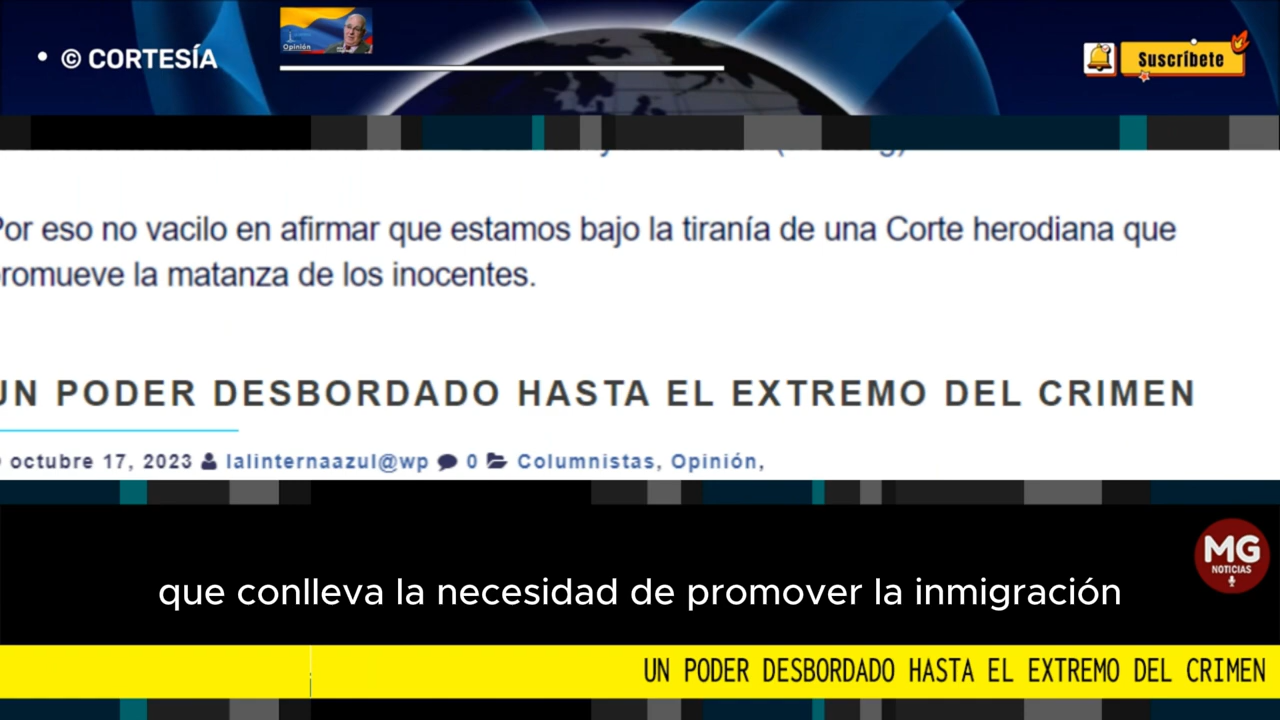 • © CORTESÍA
Opinión
Suscríbete
Por eso no vacilo en afirmar que estamos bajo la tiranía de una Corte herodiana que
promueve la matanza de los inocentes.
UN PODER DESBORDADO HASTA EL EXTREMO DEL CRIMEN
octubre 17, 2023 lalinternaazul@wp 0 Columnistas, Opinión,
MG
NOTICIAS
que conlleva la necesidad de promover la inmigración
UN PODER DESBORDADO HASTA EL EXTREMO DEL CRIMEN